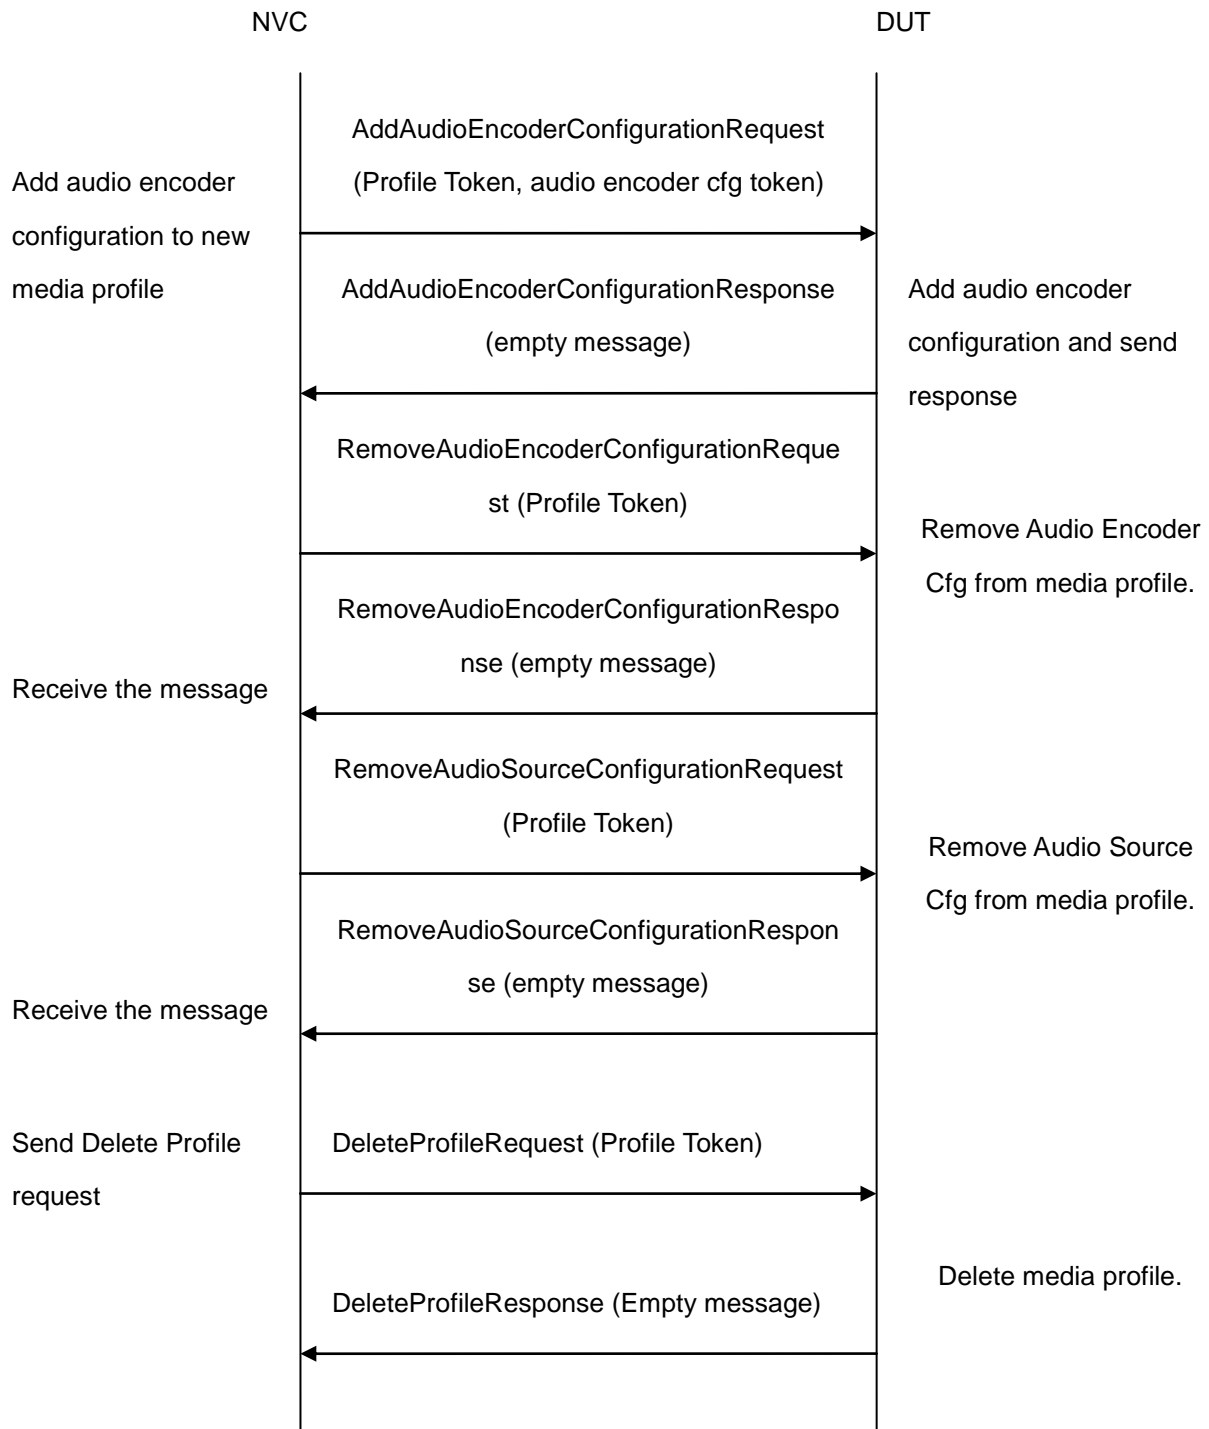 NVC
DUT
AddAudioEncoderConfigurationRequest
(Profile Token, audio encoder cfg token)
Add audio encoder
configuration to new
media profile
AddAudioEncoderConfigurationResponse
(empty message)
Add audio encoder
configuration and send
response
RemoveAudioEncoderConfigurationReque
st (Profile Token)
Remove Audio Encoder
Cfg from media profile.
RemoveAudioEncoderConfigurationRespo
nse (empty message)
Receive the message
RemoveAudioSourceConfigurationRequest
(Profile Token)
Remove Audio Source
Cfg from media profile.
RemoveAudioSourceConfigurationRespon
se (empty message)
Receive the message
Send Delete Profile
request
DeleteProfileRequest (Profile Token)
Delete media profile.
DeleteProfileResponse (Empty message)